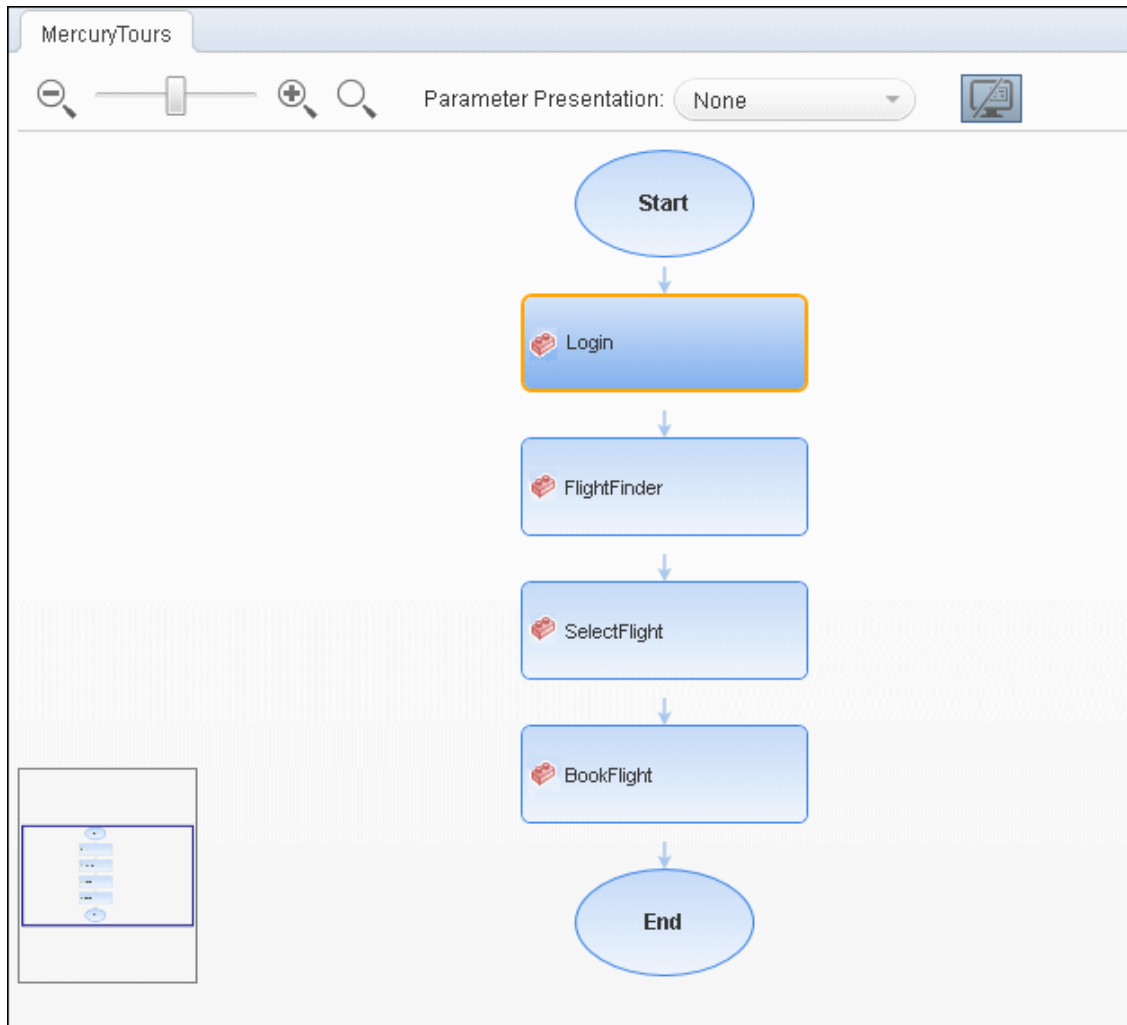 MercuryTours
Parameter Presentation: None
Start
Login
FlightFinder
SelectFlight
BookFlight
End